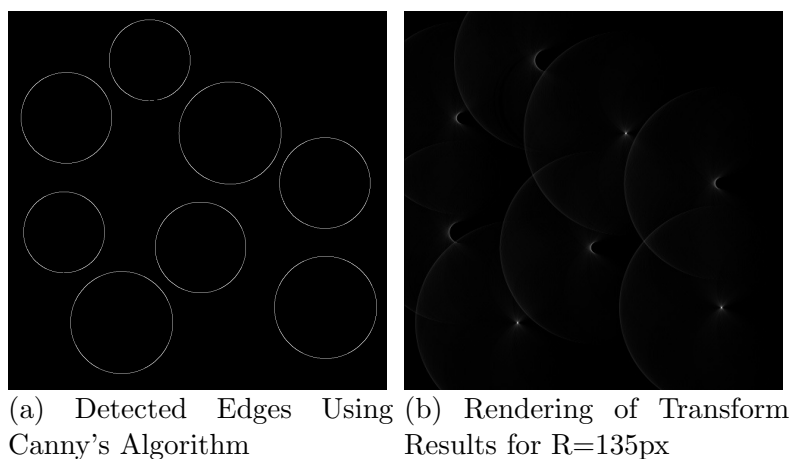 (a) Detected Edges Using
Canny's Algorithm
(b) Rendering of Transform
Results for R=135px